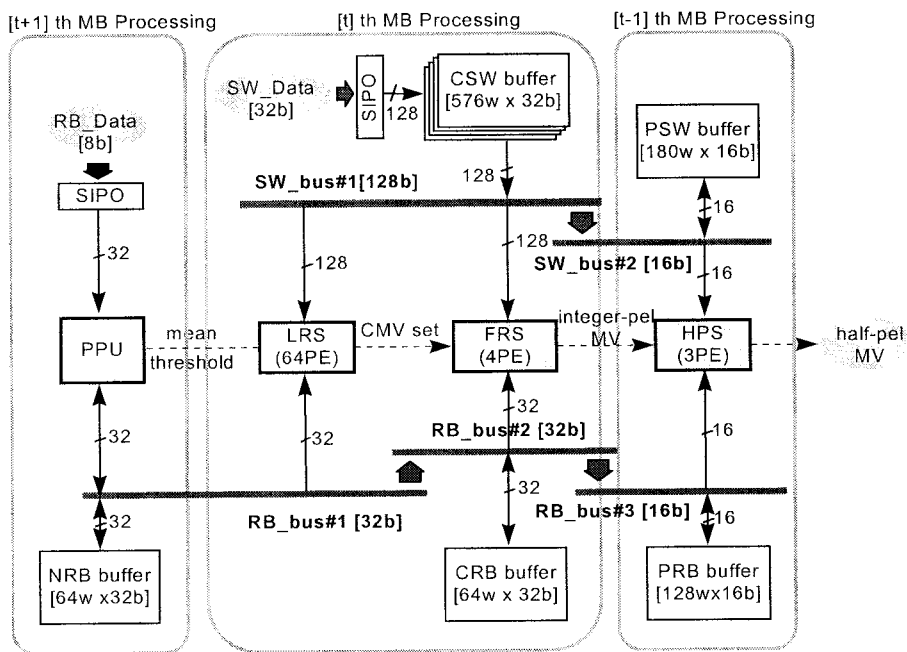 [t+1] th MB Processing
[t] th MB Processing
[t-1] th MB Processing
RB_Data
[8b]
SIPO
32
PPU
mean
threshold
32
32
NRB buffer
[64w x32b]
SW_Data
[32b]
SIPO
128
CSW buffer
[576w x 32b]
128
SW_bus#1[128b]
128
128
LRS
(64PE)
CMV set
FRS
(4PE)
integer-pel
MV
32
32
RB_bus#2 [32b]
RB_bus#1 [32b]
32
CRB buffer
[64w x 32b]
PSW buffer
[180w x 16b]
16
SW_bus#2 [16b]
16
HPS
(3PE)
half-pel
MV
16
RB_bus#3 [16b]
16
PRB buffer
[128wx16b]